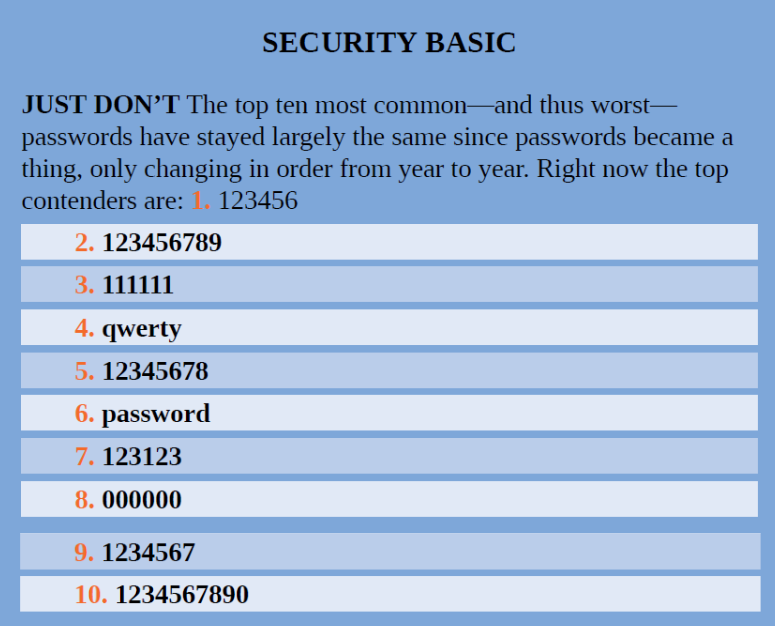 SECURITY BASIC
JUST DON’T The top ten most common—and thus worst—
passwords have stayed largely the same since passwords became a
thing, only changing in order from year to year. Right now the top
contenders are: 1. 123456
2. 123456789
3. 111111
4. qwerty
5. 12345678
6. password
7. 123123
8. 000000
9. 1234567
10. 1234567890